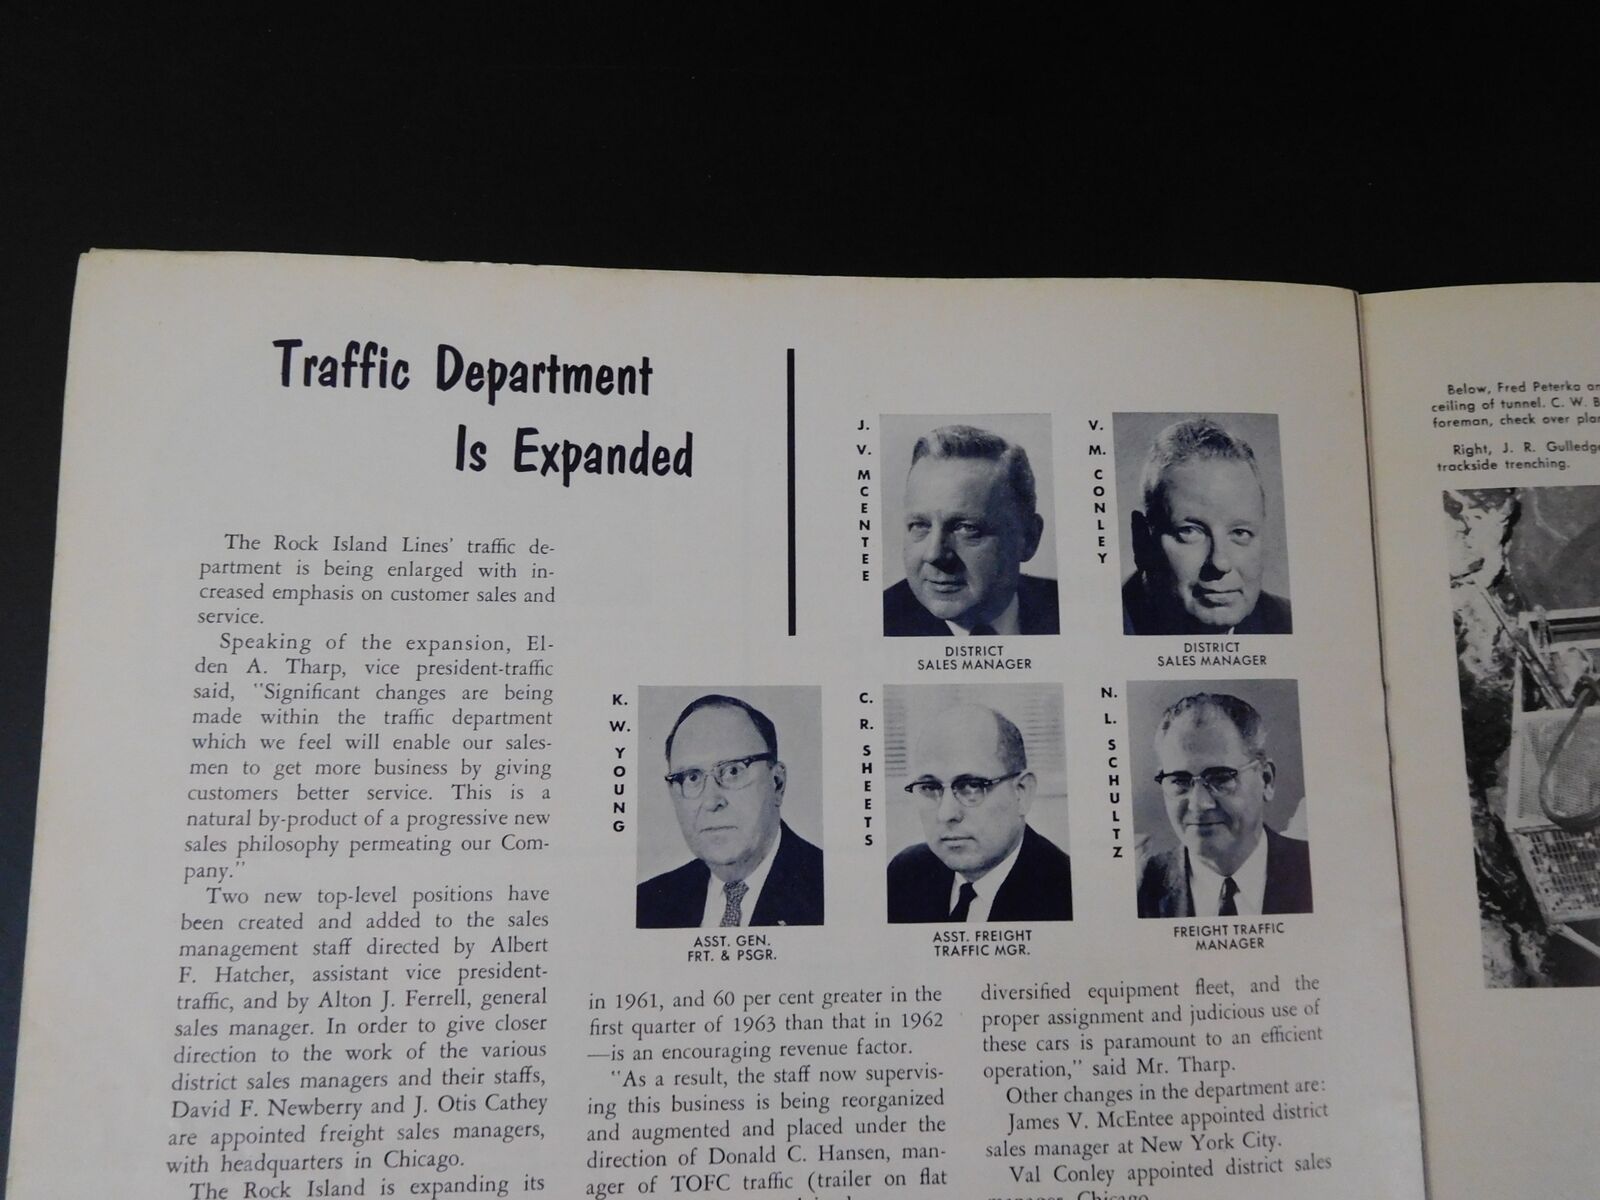 Traffic Department
Is Expanded
The Rock Island Lines' traffic de-
partment is being enlarged with in-
creased emphasis on customer sales and
service.
Speaking of the expansion, El-
den A. Tharp, vice president-traffic
said, "Significant changes are being
made within the traffic department
which we feel will enable our sales-
men to get more business by giving
customers better service. This is a
natural by-product of a progressive new
sales philosophy permeating our Com-
pany."
Two new top-level positions have
been created and added to the sales
management staff directed by Albert
F. Hatcher, assistant vice president-
traffic, and by Alton J. Ferrell, general
sales manager. In order to give closer
direction to the work of the various
district sales managers and their staffs,
David F. Newberry and J. Otis Cathey
are appointed freight sales managers,
with headquarters in Chicago.
The Rock Island is expanding its
J. V. MCENTEE
DISTRICT
SALES MANAGER
V. M. CONLEY
DISTRICT
SALES MANAGER
K. W. YOUNG
ASST. GEN.
FRT. & PSGR.
C. R. SHEETS
ASST. FREIGHT
TRAFFIC MGR.
N. L. SCHULTZ
FREIGHT TRAFFIC
MANAGER
in 1961, and 60 per cent greater in the
first quarter of 1963 than that in 1962
—is an encouraging revenue factor.
"As a result, the staff now supervis-
ing this business is being reorganized
and augmented and placed under the
direction of Donald C. Hansen, man-
ager of TOFC traffic (trailer on flat
diversified equipment fleet, and the
proper assignment and judicious use of
these cars is paramount to an efficient
operation," said Mr. Tharp.
Other changes in the department are:
James V. McEntee appointed district
sales manager at New York City.
Val Conley appointed district sales
manager, Chicago.
Below, Fred Peterka
ceiling of tunnel. C. W.
foreman, check over
Right, J. R.
trackside trenching.